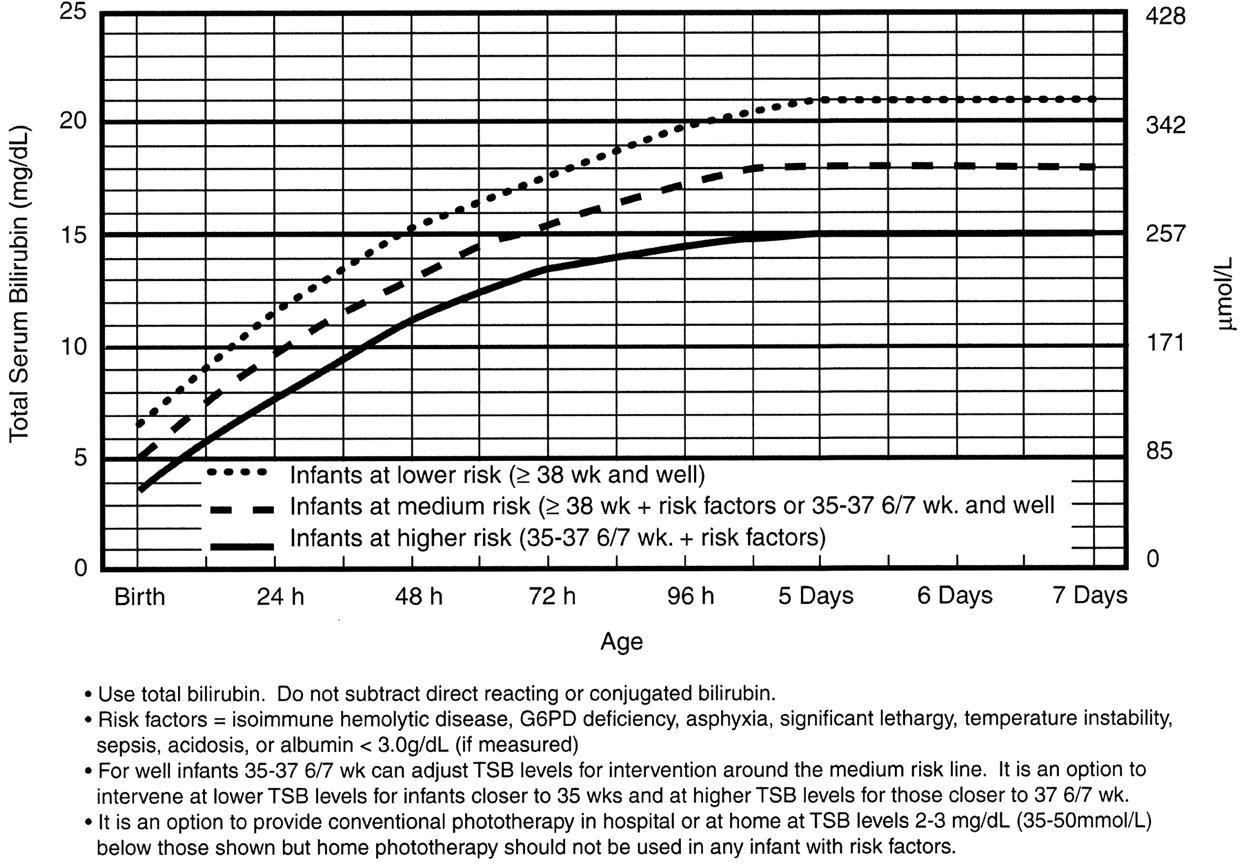 25
428
20
342
15
257
10
171
5
85
0
0
Total Serum Bilirubin (mg/dL)
μmol/L
Infants at lower risk (≥ 38 wk and well)
Infants at medium risk (≥ 38 wk + risk factors or 35-37 6/7 wk. and well
Infants at higher risk (35-37 6/7 wk. + risk factors)
Birth 24 h 48 h 72 h 96 h 5 Days 6 Days 7 Days
Age
• Use total bilirubin. Do not subtract direct reacting or conjugated bilirubin.
• Risk factors = isoimmune hemolytic disease, G6PD deficiency, asphyxia, significant lethargy, temperature instability,
sepsis, acidosis, or albumin < 3.0g/dL (if measured)
• For well infants 35-37 6/7 wk can adjust TSB levels for intervention around the medium risk line. It is an option to
intervene at lower TSB levels for infants closer to 35 wks and at higher TSB levels for those closer to 37 6/7 wk.
• It is an option to provide conventional phototherapy in hospital or at home at TSB levels 2-3 mg/dL (35-50mmol/L)
below those shown but home phototherapy should not be used in any infant with risk factors.